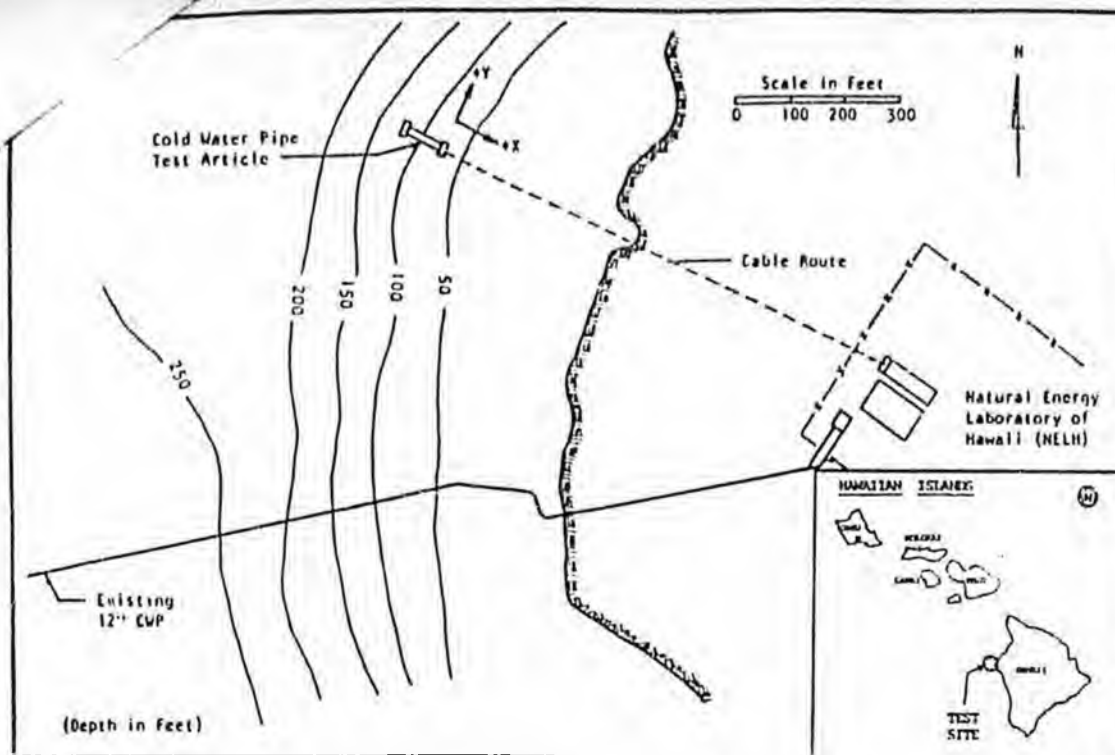 N
Scale in Feet
0 100 200 300
+Y
+X
Cold Water Pipe
Test Article
Cable Route
200
150
100
50
250
Natural Energy
Laboratory of
Hawaii (NELH)
HAWAIIAN ISLANDS
Existing
12" CWP
TEST
SITE
(Depth in Feet)